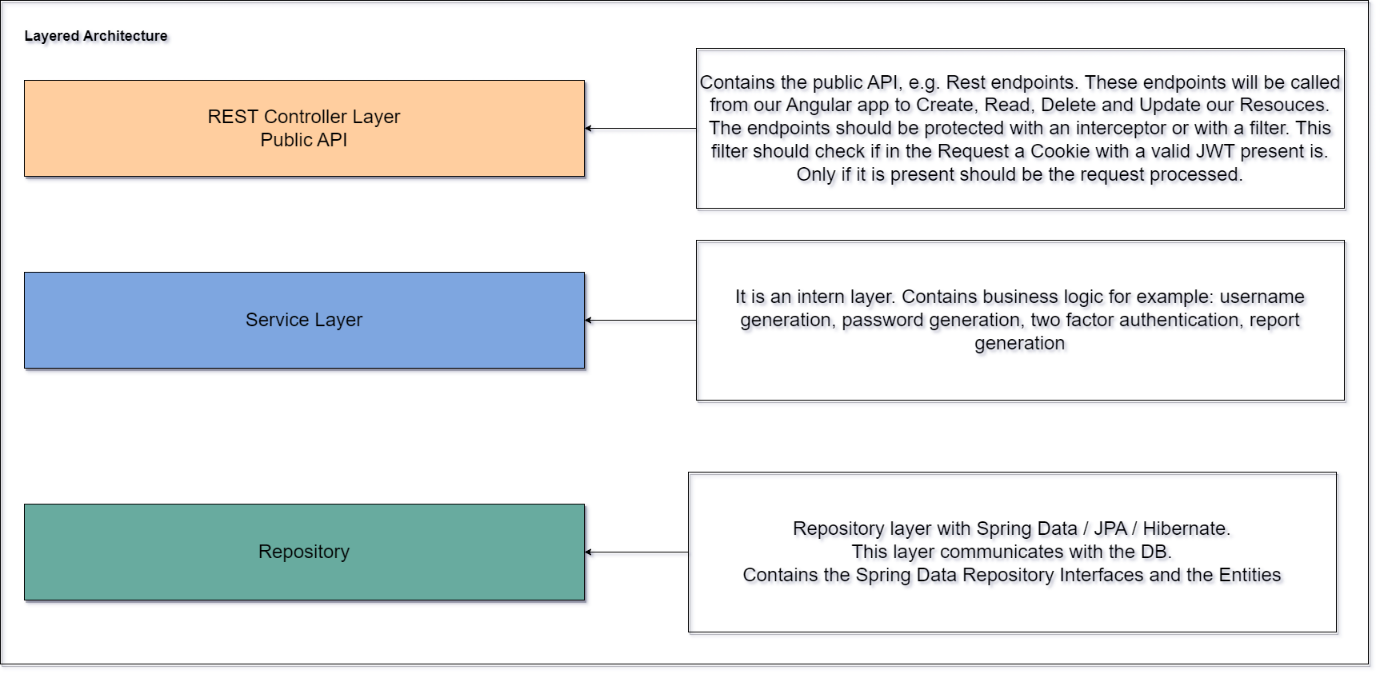 Layered Architecture
REST Controller Layer
Public API
Contains the public API, e.g. Rest endpoints. These endpoints will be called
from our Angular app to Create, Read, Delete and Update our Resouces.
The endpoints should be protected with an interceptor or with a filter. This
filter should check if in the Request a Cookie with a valid JWT present is.
Only if it is present should be the request processed.
Service Layer
It is an intern layer. Contains business logic for example: username
generation, password generation, two factor authentication, report
generation
Repository
Repository layer with Spring Data / JPA / Hibernate.
This layer communicates with the DB.
Contains the Spring Data Repository Interfaces and the Entities